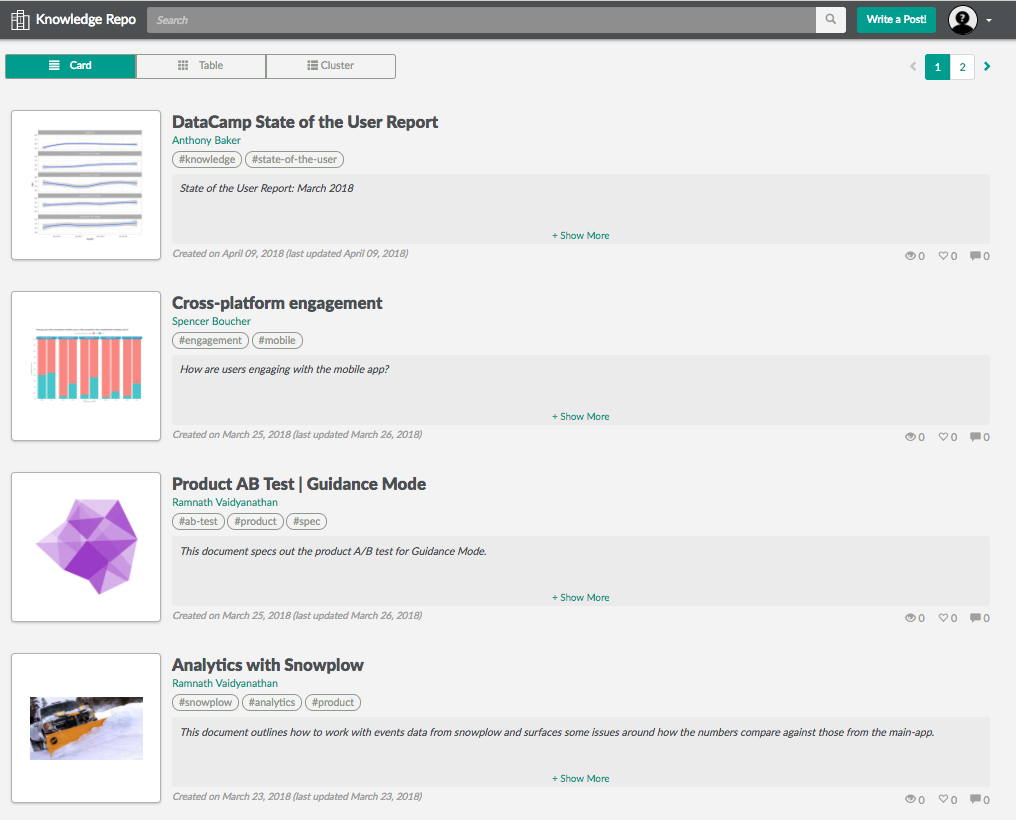 Knowledge Repo
Search
Write a Post!
Card
Table
Cluster
1
2
DataCamp State of the User Report
Anthony Baker
#knowledge #state-of-the-user
State of the User Report: March 2018
+ Show More
Created on April 09, 2018 (last updated April 09, 2018)
0 0 0
Cross-platform engagement
Spencer Boucher
#engagement #mobile
How are users engaging with the mobile app?
+ Show More
Created on March 25, 2018 (last updated March 26, 2018)
0 0 0
Product AB Test | Guidance Mode
Ramnath Vaidyanathan
#ab-test #product #spec
This document specs out the product A/B test for Guidance Mode.
+ Show More
Created on March 25, 2018 (last updated March 26, 2018)
0 0 0
Analytics with Snowplow
Ramnath Vaidyanathan
#snowplow #analytics #product
This document outlines how to work with events data from snowplow and surfaces some issues around how the numbers compare against those from the main-app.
+ Show More
Created on March 23, 2018 (last updated March 23, 2018)
0 0 0